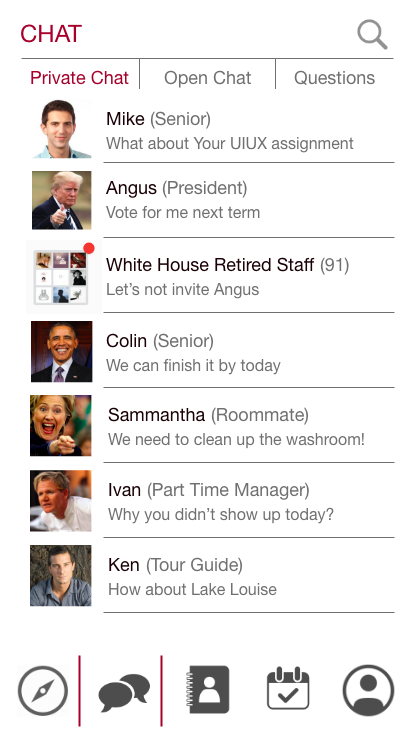 CHAT
Private Chat
Open Chat
Questions
Mike (Senior)
What about Your UIUX assignment
Angus (President)
Vote for me next term
White House Retired Staff (91)
Let’s not invite Angus
Colin (Senior)
We can finish it by today
Sammantha (Roommate)
We need to clean up the washroom!
Ivan (Part Time Manager)
Why you didn’t show up today?
Ken (Tour Guide)
How about Lake Louise